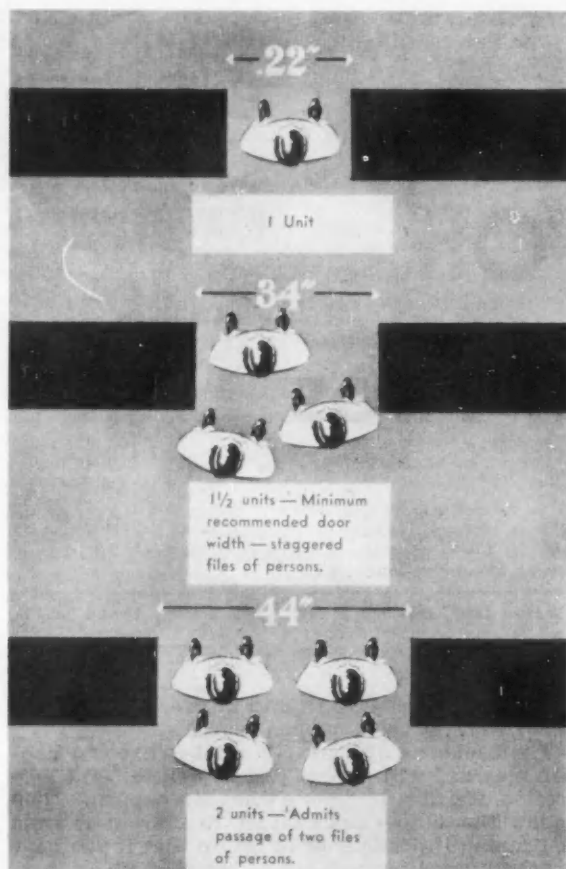 22"
1 Unit
34"
1½ units — Minimum
recommended door
width — staggered
files of persons.
44"
2 units — 'Admits
passage of two files
of persons.